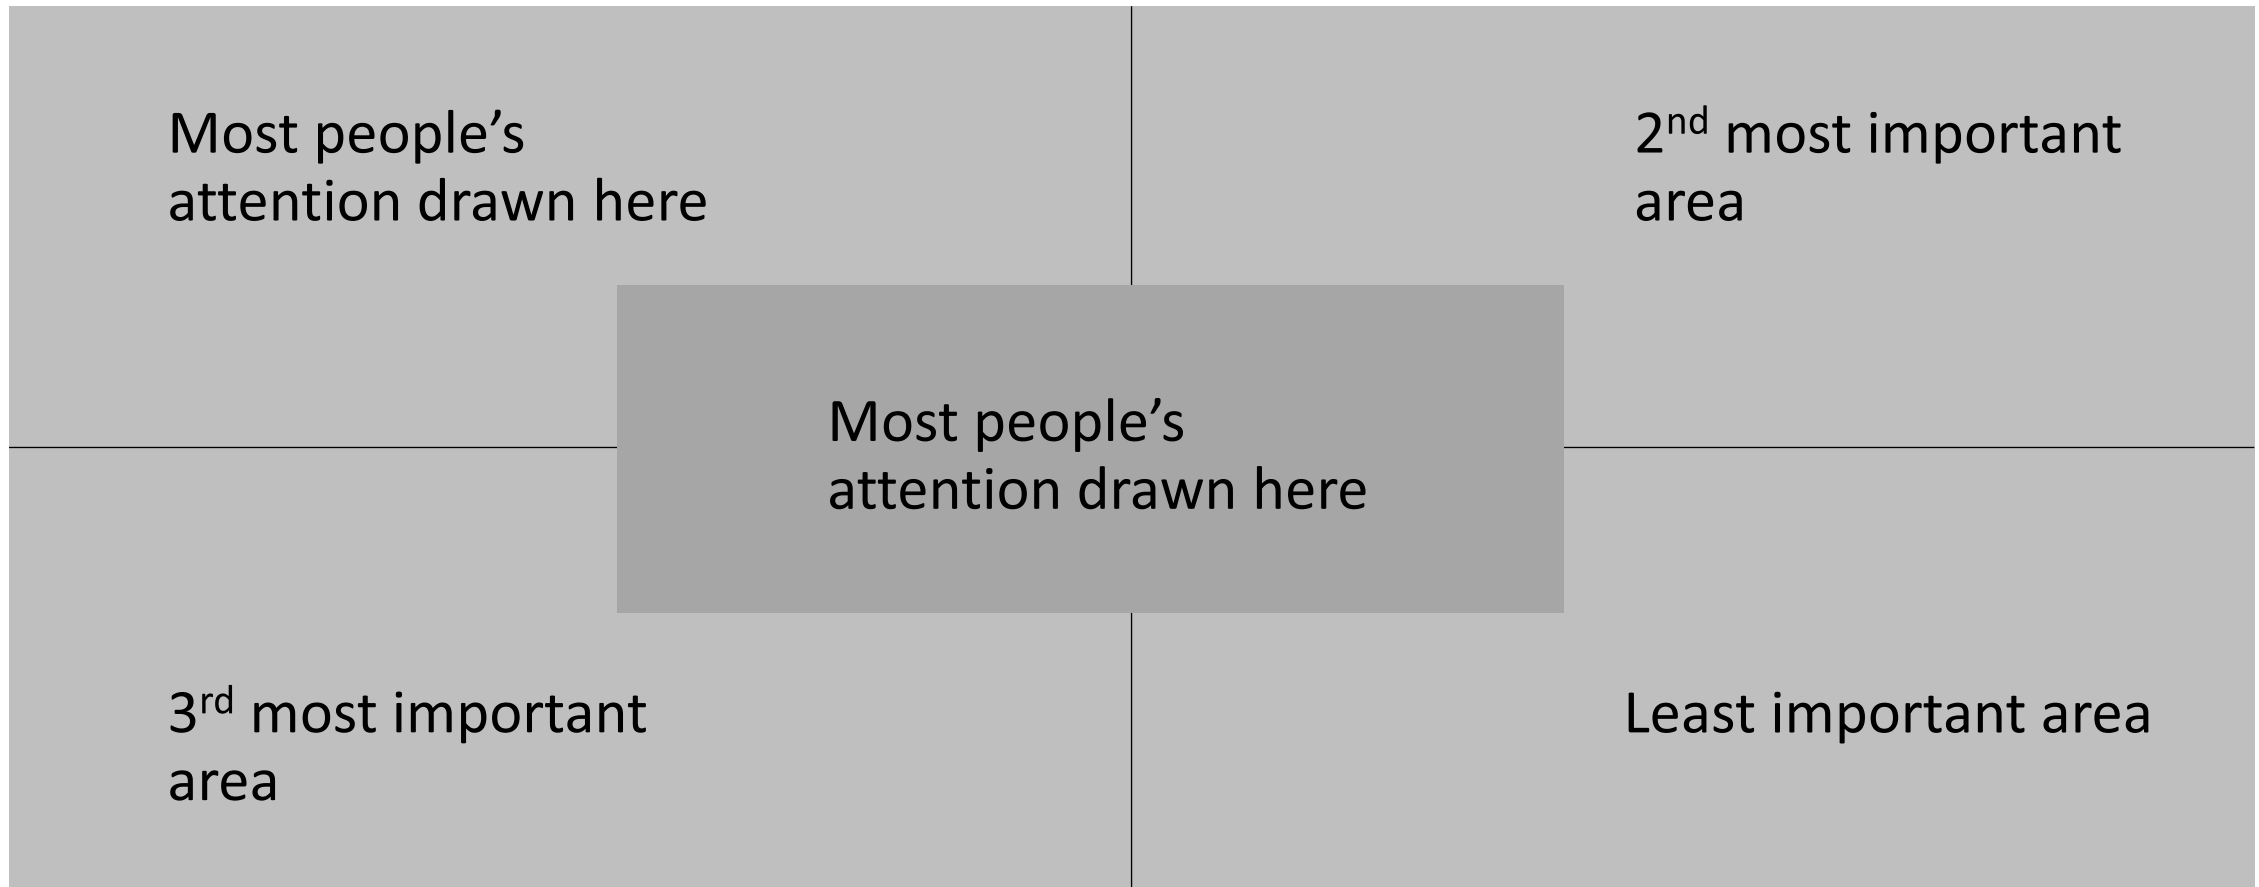 Most people’s
attention drawn here
2nd most important
area
Most people’s
attention drawn here
3rd most important
area
Least important area